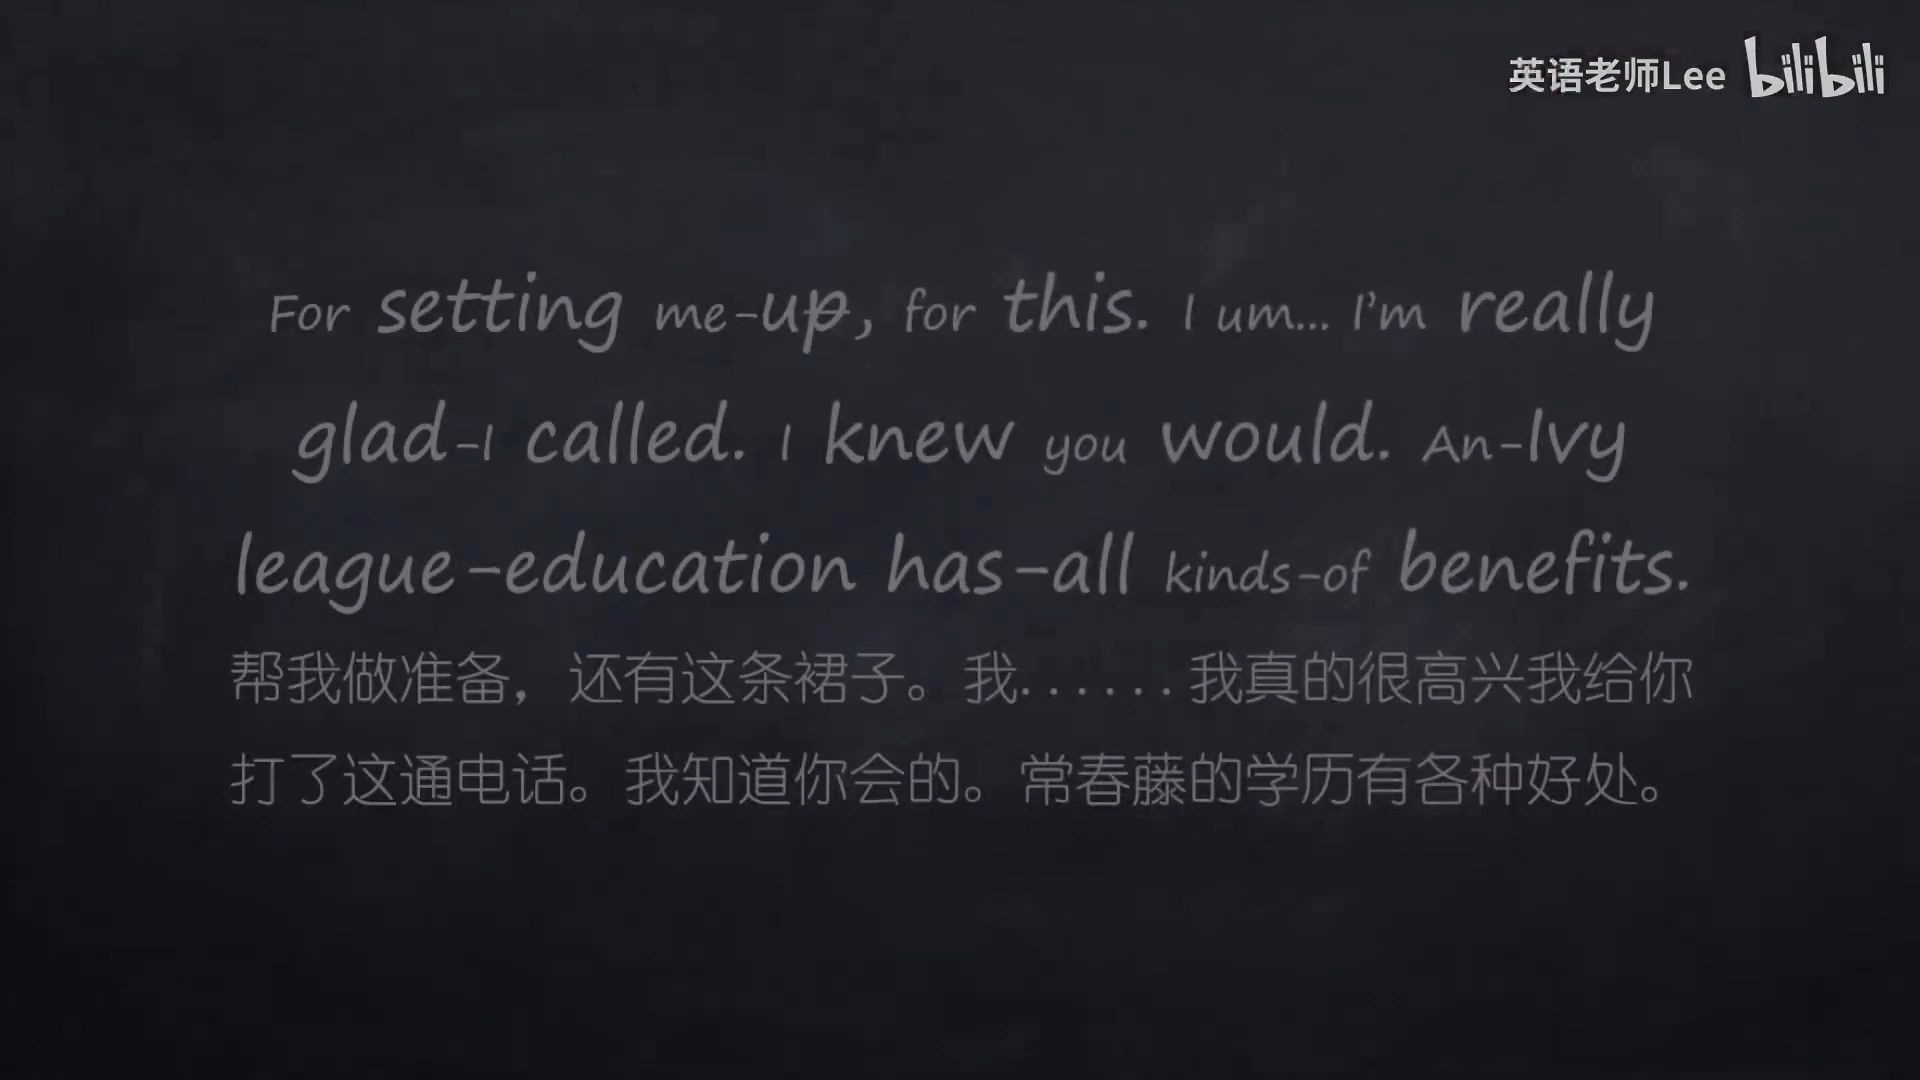 英语老师Lee bilibili
For setting me-up, for this. I um... I'm really
glad-I called. I knew you would. An-Ivy
league-education has-all kinds-of benefits.
帮我做准备，还有这条裙子。我......我真的很高兴我给你
打了这通电话。我知道你会的。常春藤的学历有各种好处。